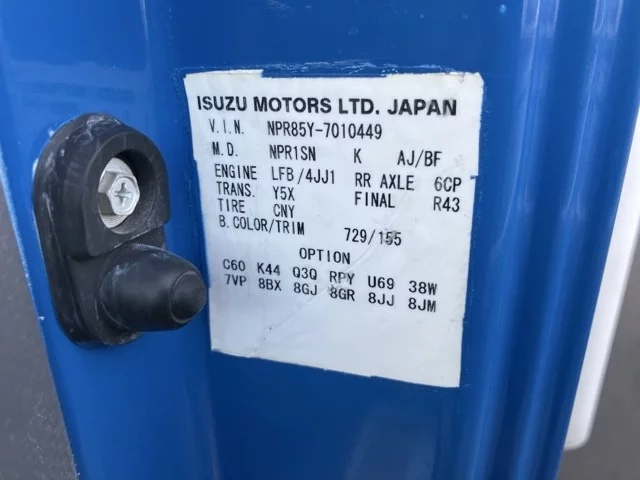 ISUZU MOTORS LTD. JAPAN
V.I.N. NPR85Y-7010449
M.D. NPR1SN K AJ/BF
ENGINE LFB/4JJ1 RR AXLE 6CP
TRANS. Y5X FINAL R43
TIRE CNY
B.COLOR/TRIM 729/155
OPTION
C60 K44 Q3Q RPY U69 38W
7VP 8BX 8GJ 8GR 8JJ 8JM